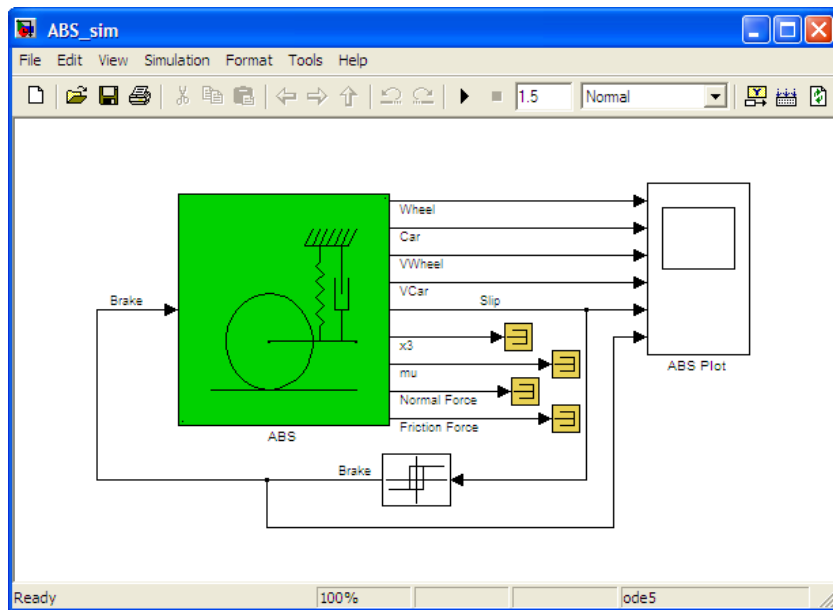 ABS_sim
File Edit View Simulation Format Tools Help
1.5 Normal
Wheel
Car
VWheel
VCar
Brake
Slip
x3
mu
Normal Force
Friction Force
ABS Plot
ABS
Brake
Ready 100% ode5